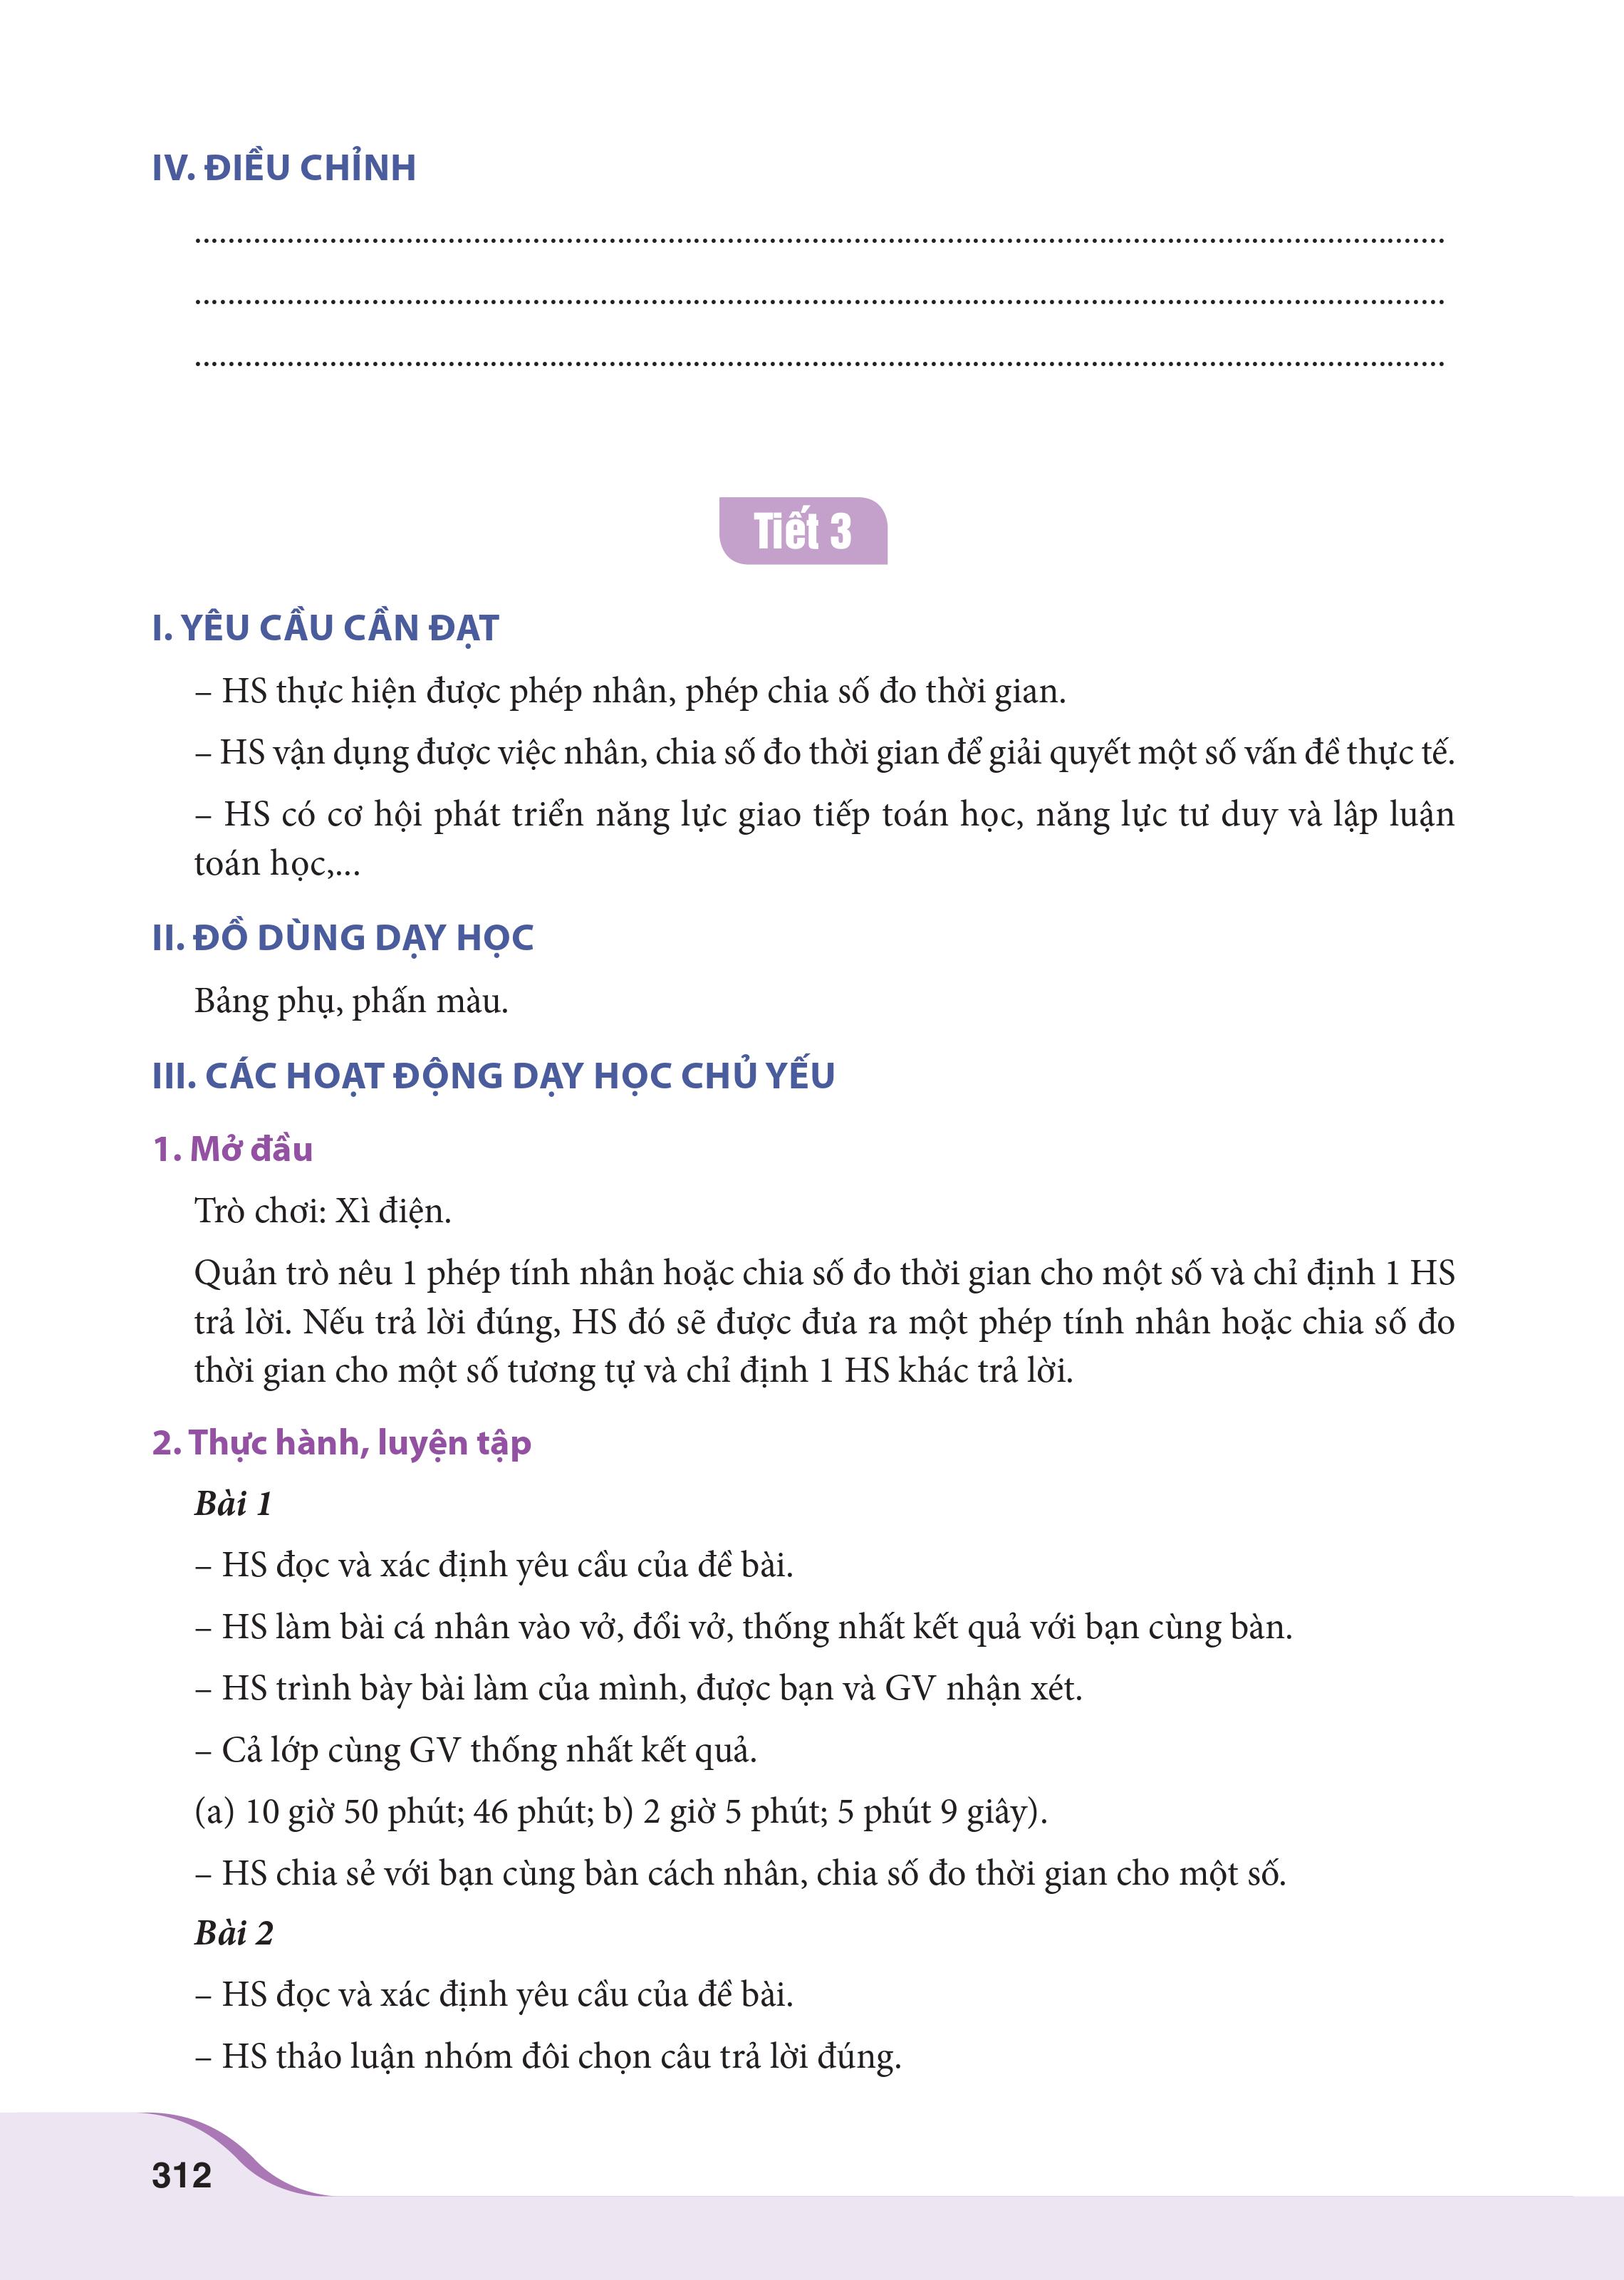 IV. ĐIỀU CHỈNH
....................................................................................................
....................................................................................................
....................................................................................................
Tiết 3
I. YÊU CẦU CẦN ĐẠT
– HS thực hiện được phép nhân, phép chia số đo thời gian.
– HS vận dụng được việc nhân, chia số đo thời gian để giải quyết một số vấn đề thực tế.
– HS có cơ hội phát triển năng lực giao tiếp toán học, năng lực tư duy và lập luận
toán học,...
II. ĐỒ DÙNG DẠY HỌC
Bảng phụ, phấn màu.
III. CÁC HOẠT ĐỘNG DẠY HỌC CHỦ YẾU
1. Mở đầu
Trò chơi: Xì điện.
Quản trò nêu 1 phép tính nhân hoặc chia số đo thời gian cho một số và chỉ định 1 HS
trả lời. Nếu trả lời đúng, HS đó sẽ được đưa ra một phép tính nhân hoặc chia số đo
thời gian cho một số tương tự và chỉ định 1 HS khác trả lời.
2. Thực hành, luyện tập
Bài 1
– HS đọc và xác định yêu cầu của đề bài.
– HS làm bài cá nhân vào vở, đổi vở, thống nhất kết quả với bạn cùng bàn.
– HS trình bày bài làm của mình, được bạn và GV nhận xét.
– Cả lớp cùng GV thống nhất kết quả.
(a) 10 giờ 50 phút; 46 phút; b) 2 giờ 5 phút; 5 phút 9 giây).
– HS chia sẻ với bạn cùng bàn cách nhân, chia số đo thời gian cho một số.
Bài 2
– HS đọc và xác định yêu cầu của đề bài.
– HS thảo luận nhóm đôi chọn câu trả lời đúng.
312